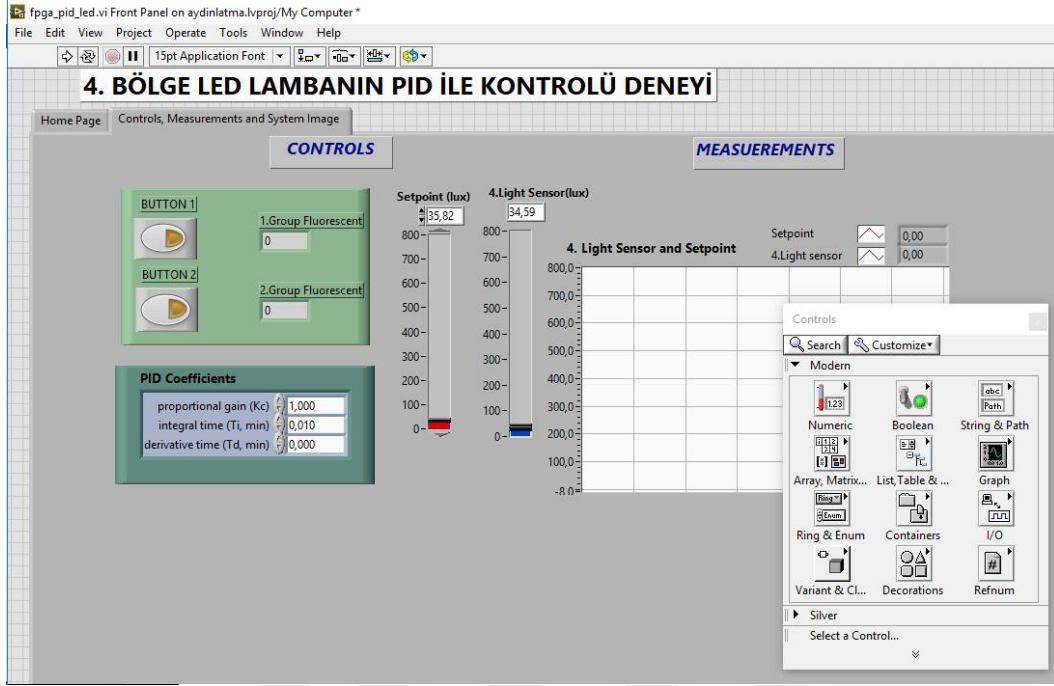 fpga_pid_led.vi Front Panel on aydinlatma.lvproj/My Computer *
File Edit View Project Operate Tools Window Help
15pt Application Font
4. BÖLGE LED LAMBANIN PID İLE KONTROLÜ DENEYİ
Home Page Controls, Measurements and System Image
CONTROLS
MEASUEREMENTS
BUTTON 1
1.Group Fluorescent
0
BUTTON 2
2.Group Fluorescent
0
PID Coefficients
proportional gain (Kc) 1,000
integral time (Ti, min) 0,010
derivative time (Td, min) 0,000
Setpoint (lux)
35,82
800
700
600
500
400
300
200
100
0
4.Light Sensor(lux)
34,59
800
700
600
500
400
300
200
100
0
4. Light Sensor and Setpoint
Setpoint 0,00
4.Light sensor 0,00
800,0
700,0
600,0
500,0
400,0
300,0
200,0
100,0
-8,0
Controls
Search Customize
Modern
1.23 abc Path
Numeric Boolean String & Path
1 2 3 4
Array, Matrix... List,Table & ... Graph
Ring Enum
Ring & Enum Containers I/O
#
Variant & Cl... Decorations Refnum
Silver
Select a Control...